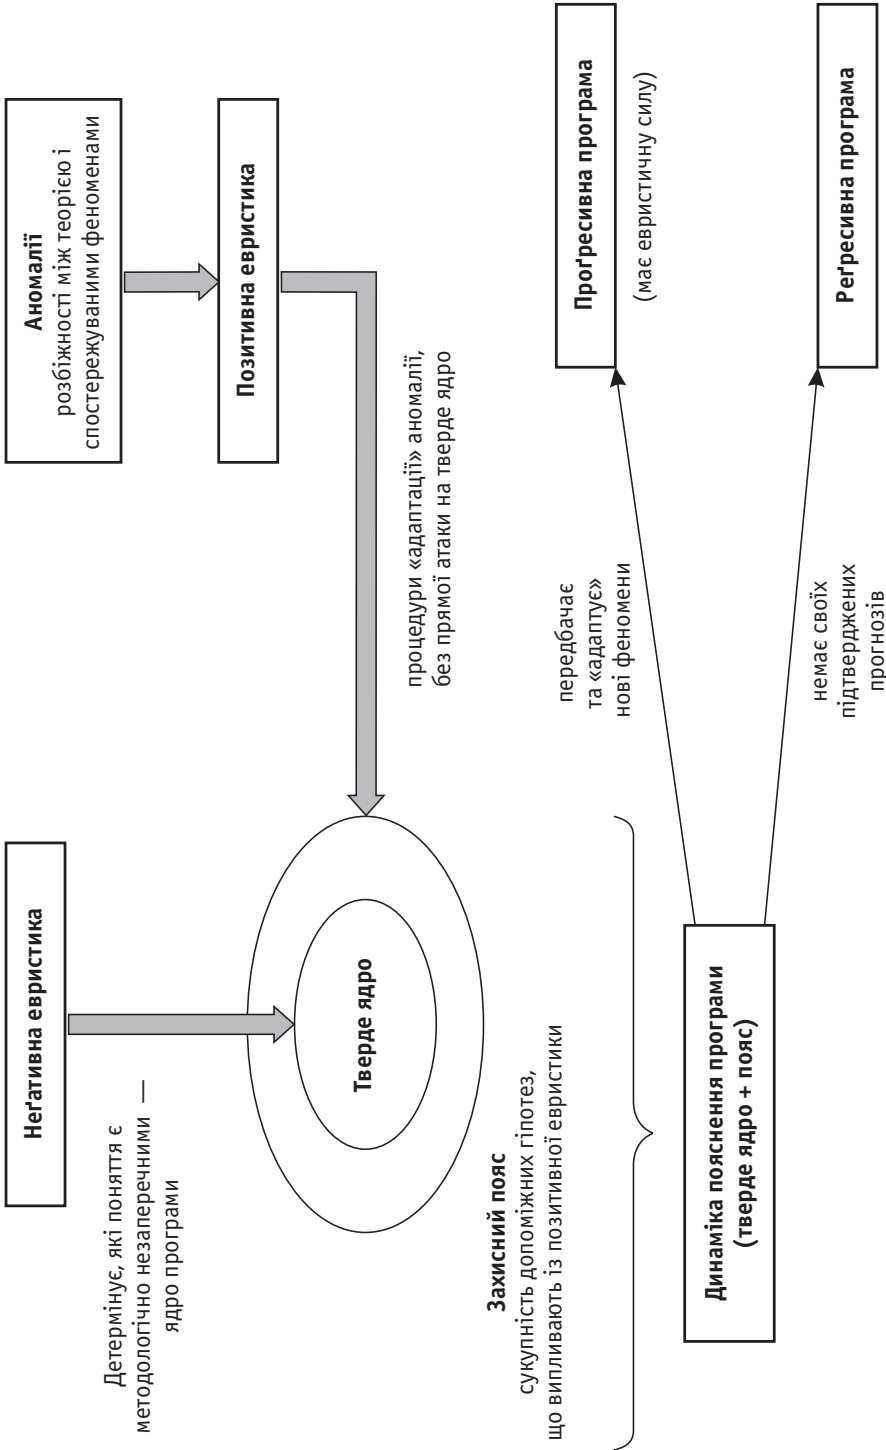 Неґативна евристика
Детермінує, які поняття є
методологічно незаперечними —
ядро програми
Аномалії
розбіжності між теорією і
спостережуваними феноменами
Позитивна евристика
Тверде ядро
процедури «адаптації» аномалії,
без прямої атаки на тверде ядро
Захисний пояс
сукупність допоміжних гіпотез,
що випливають із позитивної евристики
Динаміка пояснення програми
(тверде ядро + пояс)
передбачає
та «адаптує»
нові феномени
Проґресивна програма
(має евристичну силу)
немає своїх
підтверджених
прогнозів
Реґресивна програма